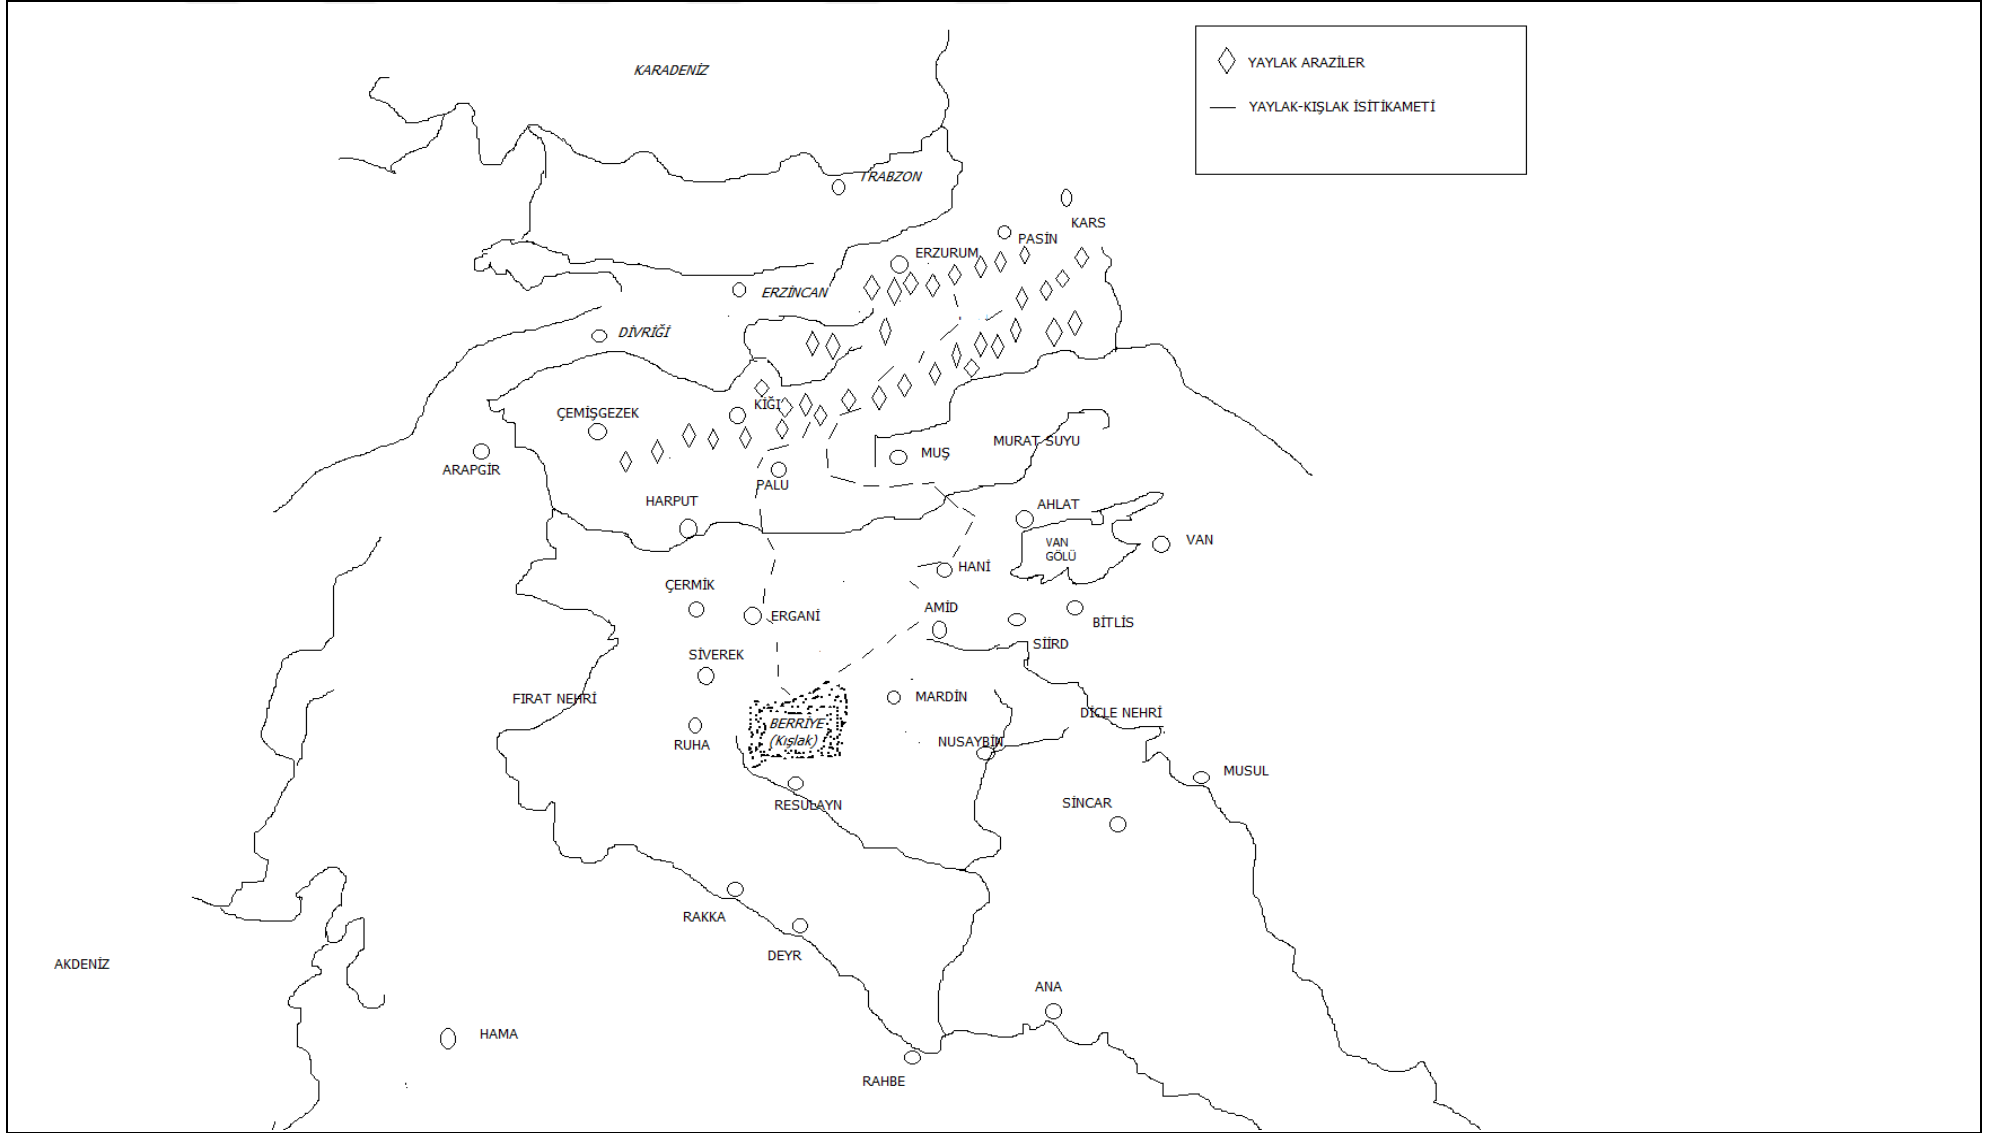 KARADENİZ
YAYLAK ARAZİLER
YAYLAK-KIŞLAK İSİTİKAMETİ
TRABZON
KARS
PASİN
ERZURUM
ERZİNCAN
DİVRİĞİ
KİĞI
ÇEMİŞGEZEK
MURAT SUYU
MUŞ
ARAPGİR
PALU
HARPUT
AHLAT
VAN
VAN
GÖLÜ
HANİ
ÇERMİK
AMİD
ERGANİ
BİTLİS
SİİRD
SİVEREK
FIRAT NEHRİ
MARDİN
DİCLE NEHRİ
BERRİYE
(Kışlak)
RUHA
NUSAYBİN
MUSUL
RESULAYN
SİNCAR
RAKKA
DEYR
AKDENİZ
ANA
HAMA
RAHBE